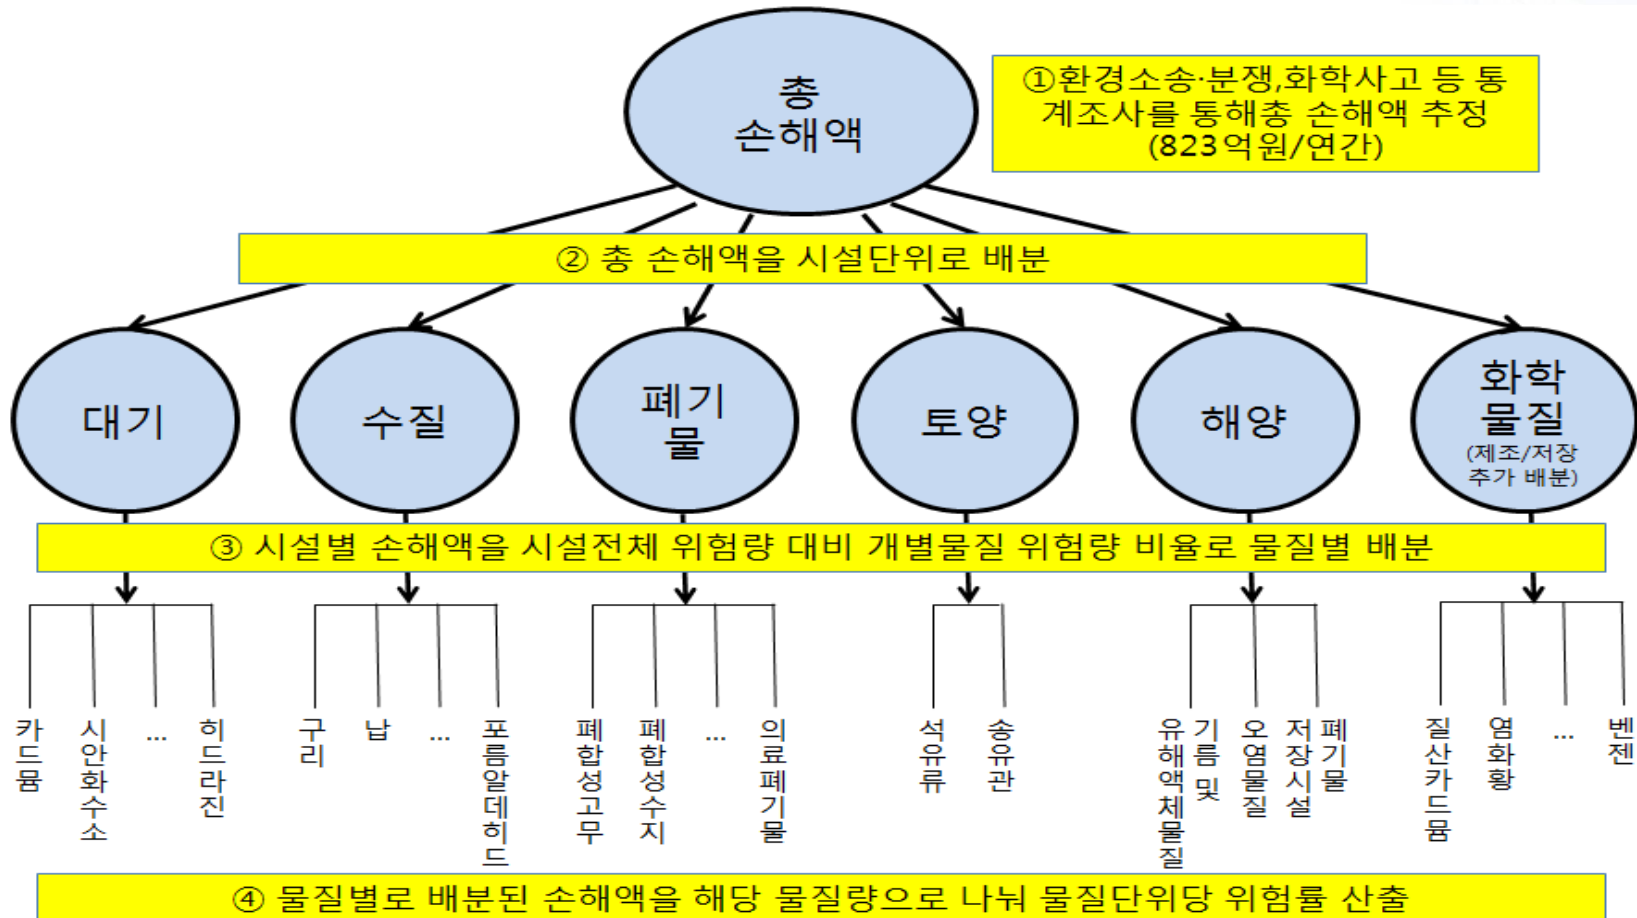 총
손해액
①환경소송·분쟁,화학사고 등 통
계조사를 통해총 손해액 추정
(823억원/연간)
② 총 손해액을 시설단위로 배분
대기
수질
폐기
물
토양
해양
화학
물질
(제조/저장
추가 배분)
③ 시설별 손해액을 시설전체 위험량 대비 개별물질 위험량 비율로 물질별 배분
카드뮴
시안화수소
...
히드라진
구리
납
...
포름알데히드
폐합성고무
폐합성수지
...
의료폐기물
석유류
송유관
기름 및
유해액체물질
오염물질
폐기물
저장시설
질산카드뮴
염화황
...
벤젠
④ 물질별로 배분된 손해액을 해당 물질량으로 나눠 물질단위당 위험률 산출